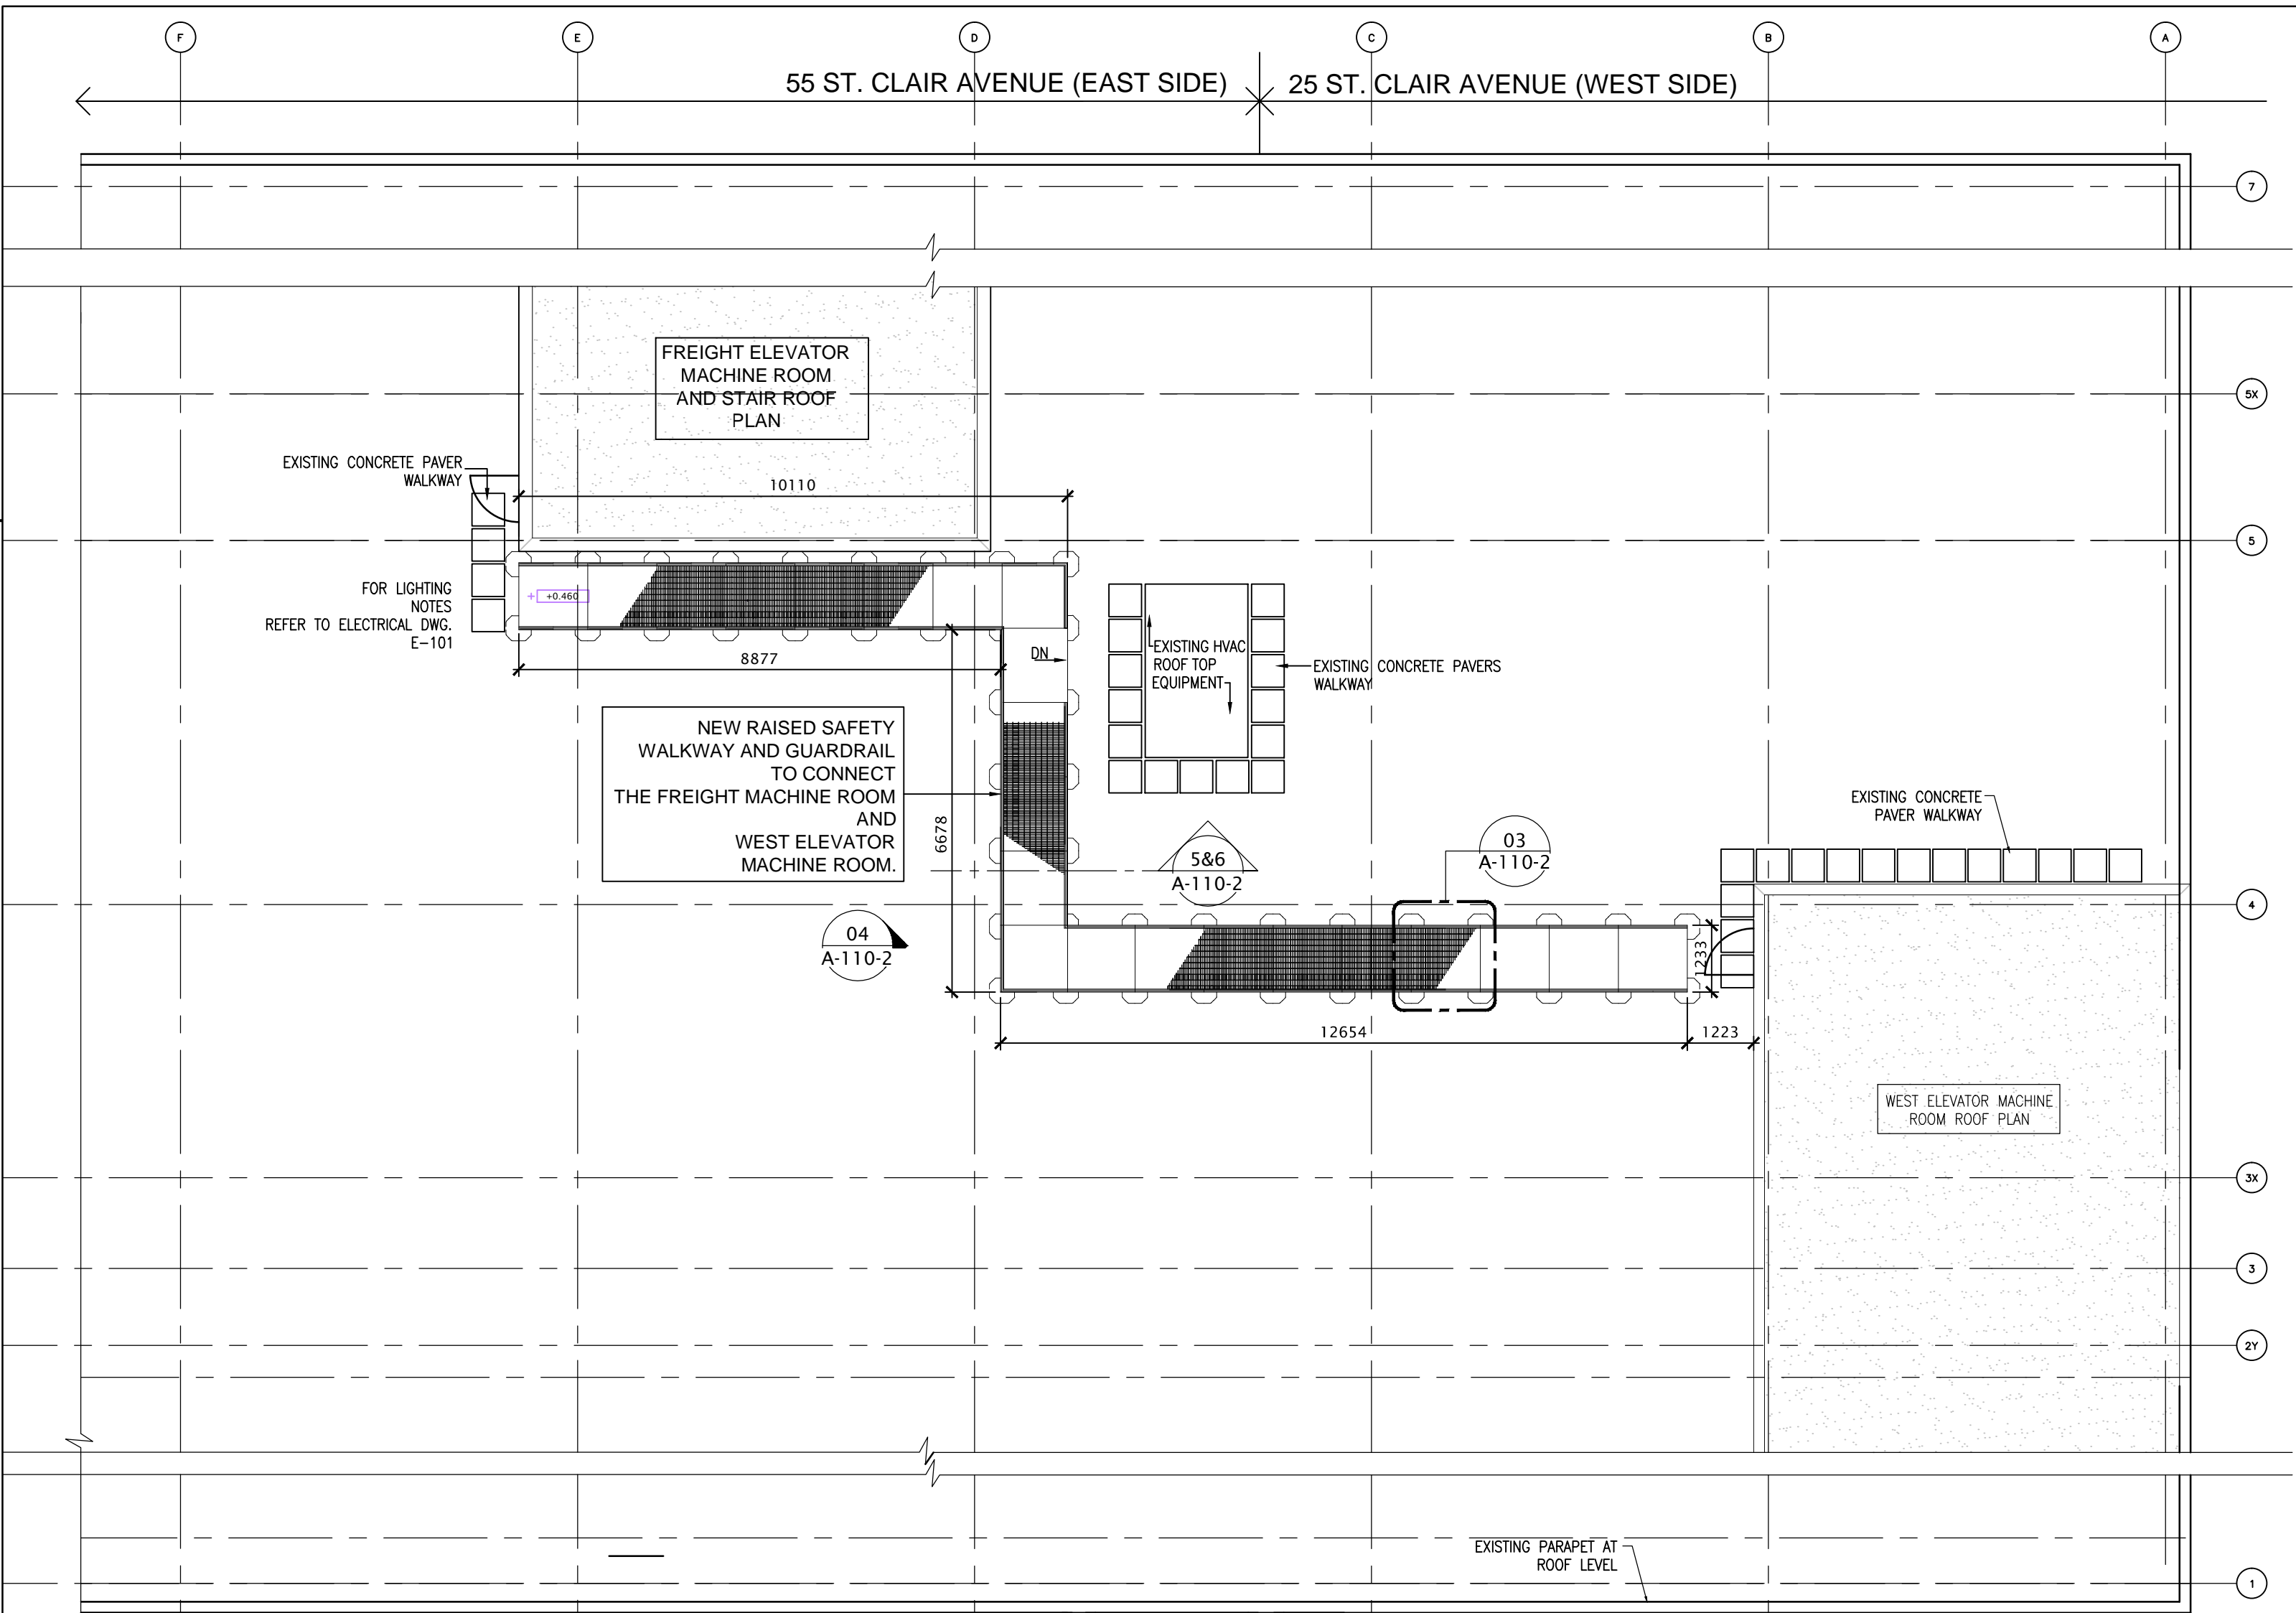 F
E
D
C
B
A
55 ST. CLAIR AVENUE (EAST SIDE)
25 ST. CLAIR AVENUE (WEST SIDE)
7
FREIGHT ELEVATOR
MACHINE ROOM
AND STAIR ROOF
PLAN
5X
EXISTING CONCRETE PAVER
WALKWAY
10110
5
FOR LIGHTING
NOTES
REFER TO ELECTRICAL DWG.
E-101
+0.460
8877
DN
EXISTING HVAC
ROOF TOP
EQUIPMENT
EXISTING CONCRETE PAVERS
WALKWAY
NEW RAISED SAFETY
WALKWAY AND GUARDRAIL
TO CONNECT
THE FREIGHT MACHINE ROOM
AND
WEST ELEVATOR
MACHINE ROOM.
6678
5&6
A-110-2
03
A-110-2
EXISTING CONCRETE
PAVER WALKWAY
4
04
A-110-2
1233
12654
1223
WEST ELEVATOR MACHINE
ROOM ROOF PLAN
3X
3
2Y
EXISTING PARAPET AT
ROOF LEVEL
1